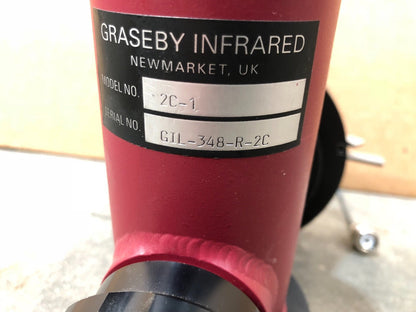 GRASEBY INFRARED
NEWMARKET, UK
MODEL NO. 2C-1
SERIAL NO. GIL-348-R-2C